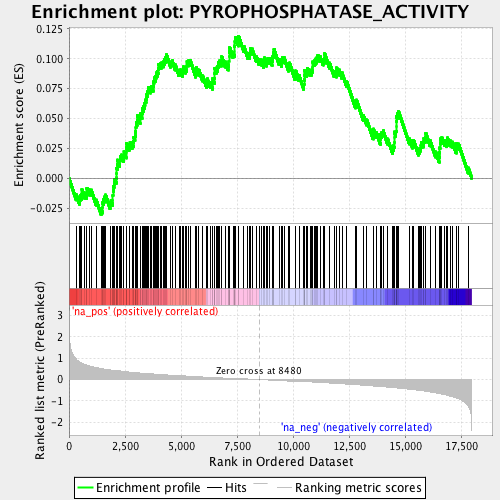 Enrichment plot: PYROPHOSPHATASE_ACTIVITY
Enrichment score (ES)
0.125
0.100
0.075
0.050
0.025
0.000
-0.025
'na_pos' (positively correlated)
Ranked list metric (PreRanked)
3
2
1
0
-1
-2
Zero cross at 8480
'na_neg' (negatively correlated)
0
2,500
5,000
7,500
10,000
12,500
15,000
17,500
Rank in Ordered Dataset
Enrichment profile
Hits
Ranking metric scores